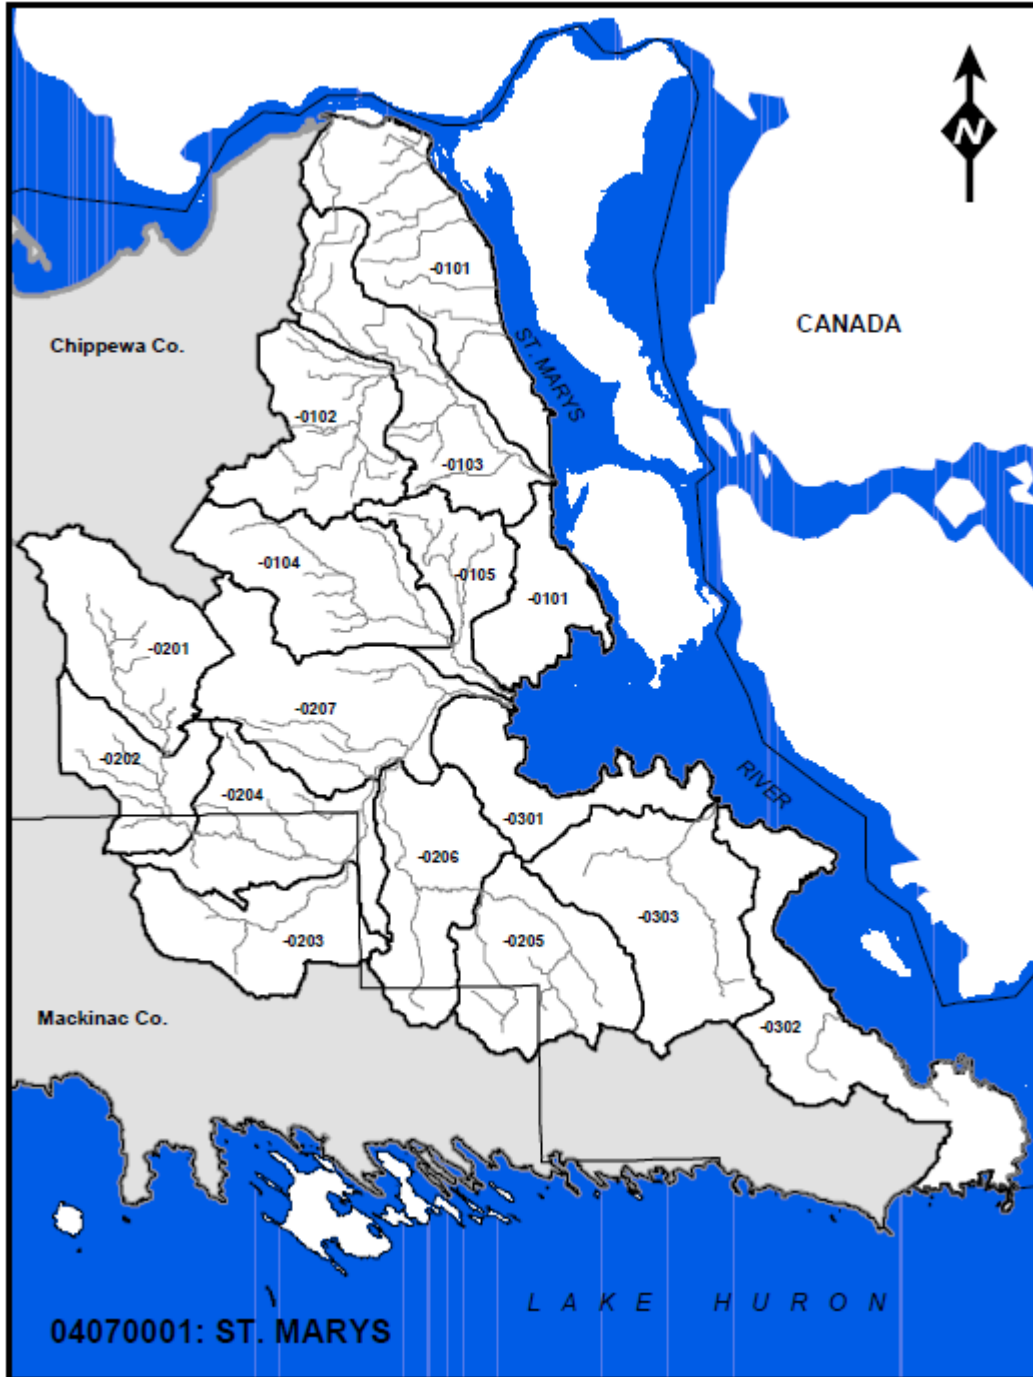 N
-0101
CANADA
Chippewa Co.
ST. MARYS
-0102
-0103
-0104
-0105
-0101
-0201
-0207
-0202
RIVER
-0204
-0301
-0206
-0303
-0203
-0205
Mackinac Co.
-0302
LAKE HURON
04070001: ST. MARYS